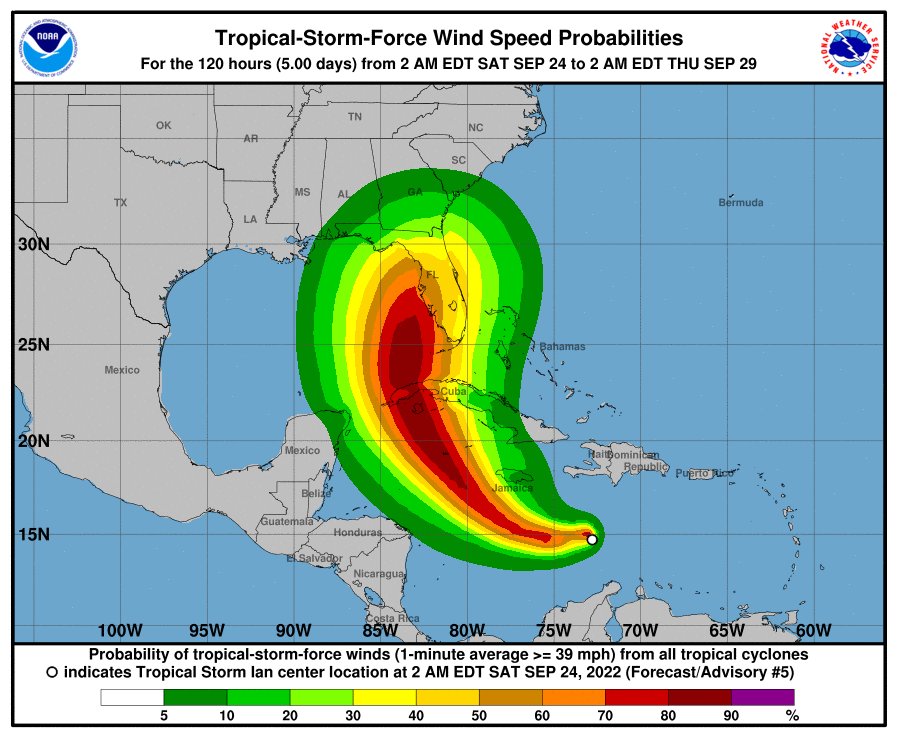 Tropical-Storm-Force Wind Speed Probabilities
For the 120 hours (5.00 days) from 2 AM EDT SAT SEP 24 to 2 AM EDT THU SEP 29
NOAA
NATIONAL WEATHER SERVICE
TN
OK
NC
AR
SC
MS
AL
GA
TX
Bermuda
LA
30N
FL
25N
Bahamas
Mexico
Cuba
20N
Mexico
Haiti
Dominican
Republic
Puerto Rico
Jamaica
Belize
Guatemala
15N
Honduras
El Salvador
Nicaragua
Costa Rica
100W 95W 90W 85W 80W 75W 70W 65W 60W
Probability of tropical-storm-force winds (1-minute average >= 39 mph) from all tropical cyclones
indicates Tropical Storm Ian center location at 2 AM EDT SAT SEP 24, 2022 (Forecast/Advisory #5)
5 10 20 30 40 50 60 70 80 90 %